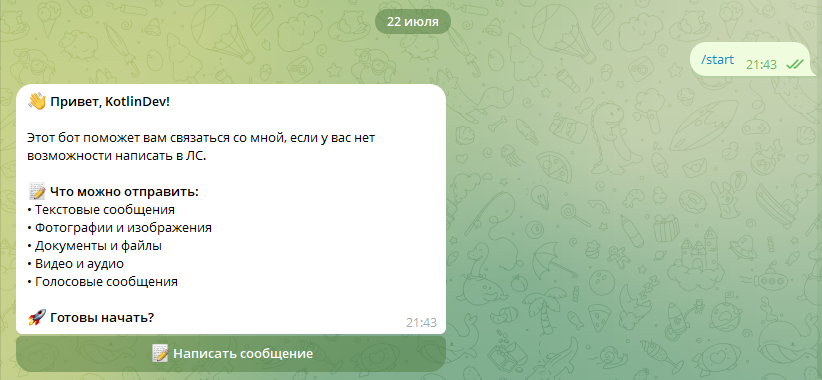 22 июля
/start 21:43
👋 Привет, KotlinDev!
Этот бот поможет вам связаться со мной, если у вас нет
возможности написать в ЛС.
📝 Что можно отправить:
• Текстовые сообщения
• Фотографии и изображения
• Документы и файлы
• Видео и аудио
• Голосовые сообщения
🚀 Готовы начать?
21:43
📝 Написать сообщение